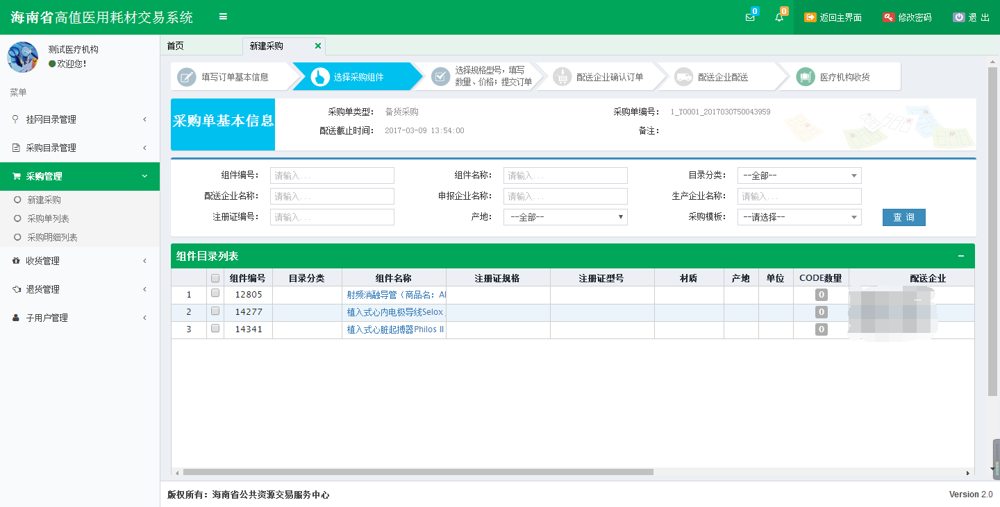 海南省高值医用耗材交易系统
0
0
返回主界面
修改密码
退 出
测试医疗机构
欢迎您!
菜单
挂网目录管理
采购目录管理
采购管理
新建采购
采购单列表
采购明细列表
收货管理
退货管理
子用户管理
首页
新建采购
填写订单基本信息
选择采购组件
选择规格型号,填写
数量、价格;提交订单
配送企业确认订单
配送企业配送
医疗机构收货
采购单基本信息
采购单类型: 备货采购
采购单编号: 1_Y0001_2017030750043959
配送截止时间: 2017-03-09 13:54:00
备注:
组件编号: 请输入...
组件名称: 请输入...
目录分类: --全部--
配送企业名称: 请输入...
申报企业名称: 请输入...
生产企业名称: 请输入...
注册证编号: 请输入...
产地: --全部--
采购模板: --请选择--
查 询
组件目录列表
组件编号 目录分类 组件名称 注册证规格 注册证型号 材质 产地 单位 CODE数量 配送企业
1 12805 射频消融导管(商品名: 0
2 14277 植入式心内电极导线Selox 0
3 14341 植入式心脏起搏器Philos II 0
版权所有:海南省公共资源交易服务中心
Version 2.0